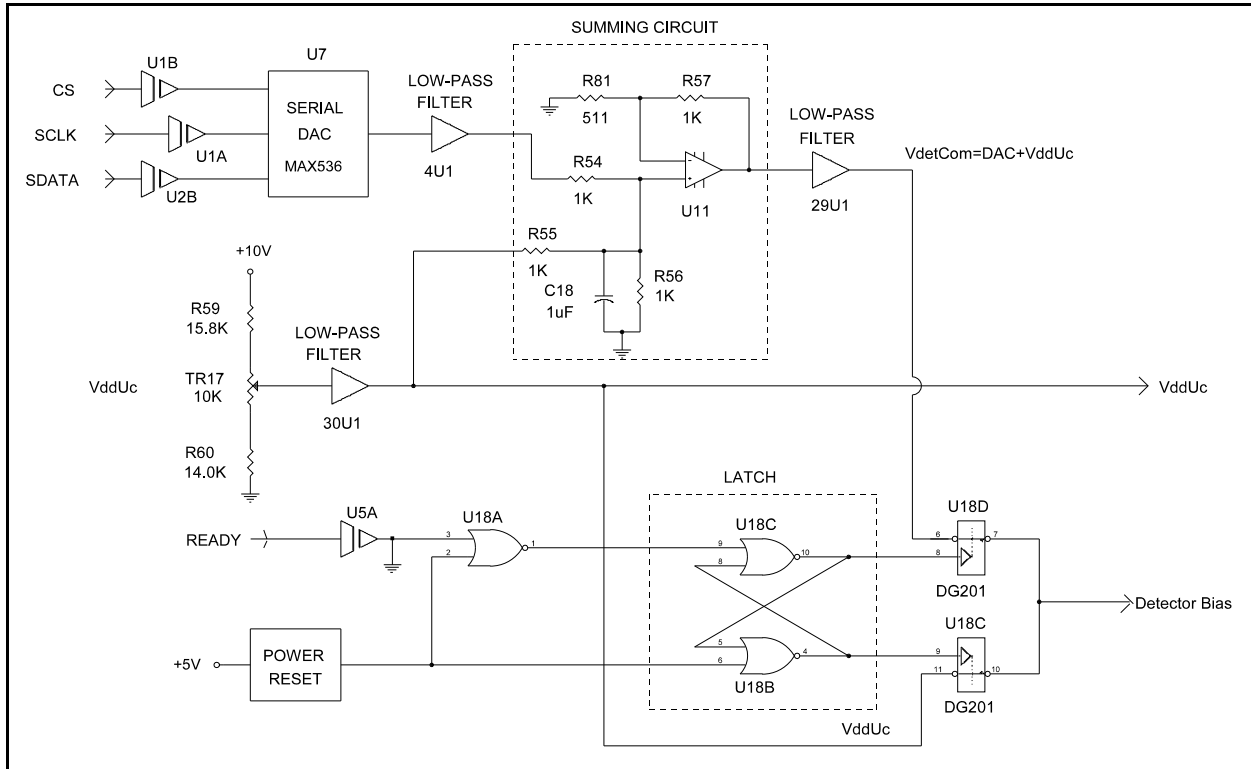 SUMMING CIRCUIT
U1B
U7
CS
LOW-PASS
FILTER
R81
511
R57
1K
SERIAL
DAC
MAX536
SCLK
U1A
LOW-PASS
FILTER
VdetCom=DAC+VddUc
4U1
R54
1K
-
+
U11
29U1
SDATA
U2B
+10V
R55
1K
C18
1uF
R56
1K
R59
15.8K
LOW-PASS
FILTER
VddUc
TR17
10K
VddUc
30U1
R60
14.0K
LATCH
U5A
U18A
U18C
U18D
READY
3
2
1
9
8
10
6
7
8
DG201
Detector Bias
U18C
+5V
POWER
RESET
5
6
4
9
11
10
U18B
DG201
VddUc